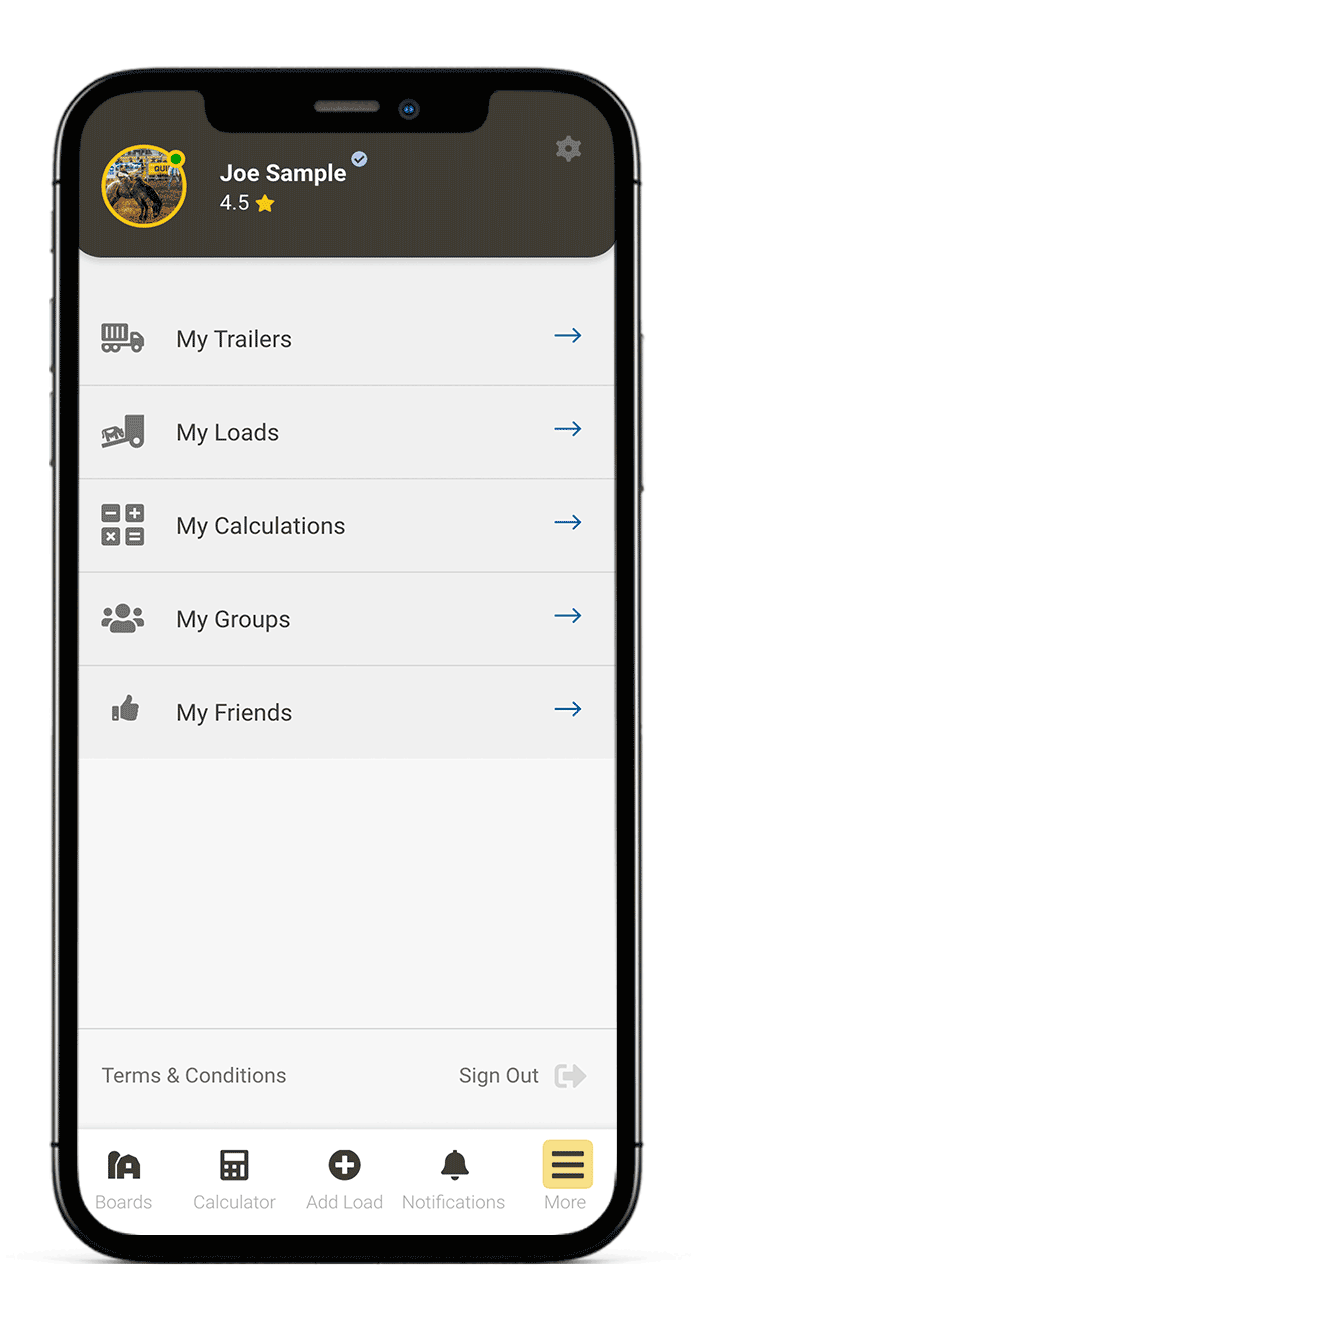 Joe Sample
4.5
My Trailers
My Loads
My Calculations
My Groups
My Friends
Terms & Conditions
Sign Out
Boards
Calculator
Add Load
Notifications
More